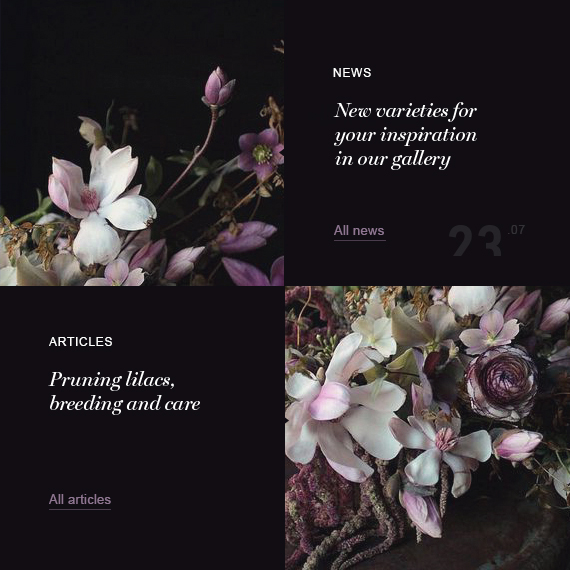 NEWS
New varieties for
your inspiration
in our gallery
All news
23 .07
ARTICLES
Pruning lilacs,
breeding and care
All articles